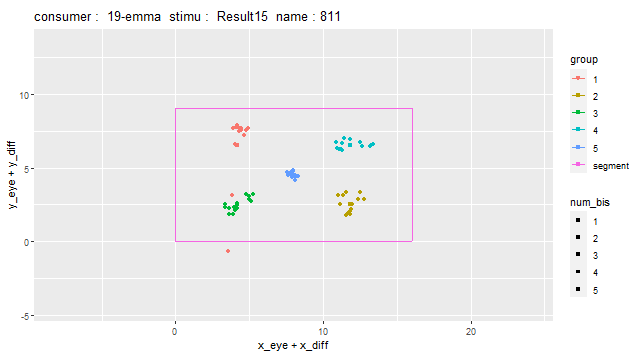 consumer :  19-emma  stimu :  Result15  name : 811
y_eye + y_diff
10
5
0
-5
0
10
20
x_eye + x_diff
group
1
2
3
4
5
segment
num_bis
1
2
3
4
5